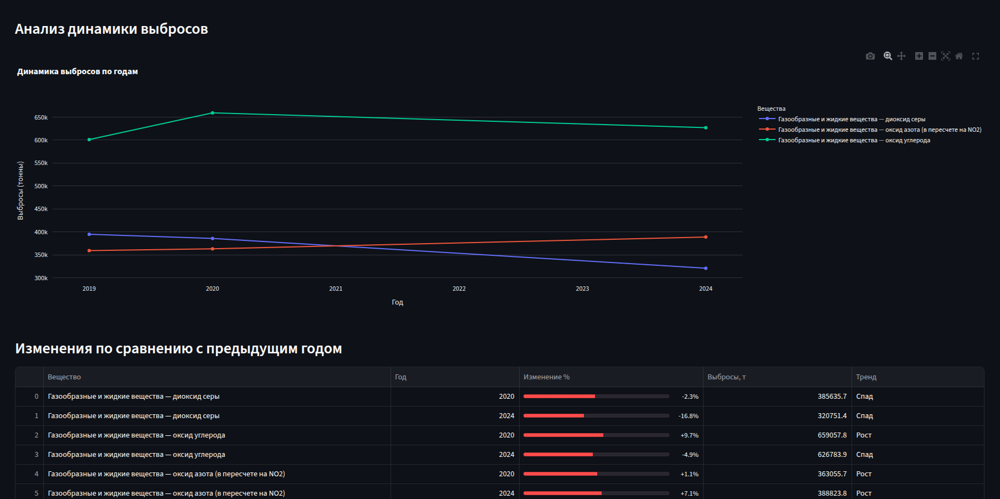 Анализ динамики выбросов
Динамика выбросов по годам
Вещества
Газообразные и жидкие вещества — диоксид серы
Газообразные и жидкие вещества — оксид азота (в пересчете на NO2)
Газообразные и жидкие вещества — оксид углерода
Выбросы (тонны)
650k
600k
550k
500k
450k
400k
350k
300k
2019 2020 2021 2022 2023 2024
Год
Изменения по сравнению с предыдущим годом
Вещество Год Изменение % Выбросы, т Тренд
0 Газообразные и жидкие вещества — диоксид серы 2020 -2.3% 385635.7 Спад
1 Газообразные и жидкие вещества — диоксид серы 2024 -16.8% 320751.4 Спад
2 Газообразные и жидкие вещества — оксид углерода 2020 +9.7% 659057.8 Рост
3 Газообразные и жидкие вещества — оксид углерода 2024 -4.9% 626783.9 Спад
4 Газообразные и жидкие вещества — оксид азота (в пересчете на NO2) 2020 +1.1% 363055.7 Рост
5 Газообразные и жидкие вещества — оксид азота (в пересчете на NO2) 2024 +7.1% 388823.8 Рост